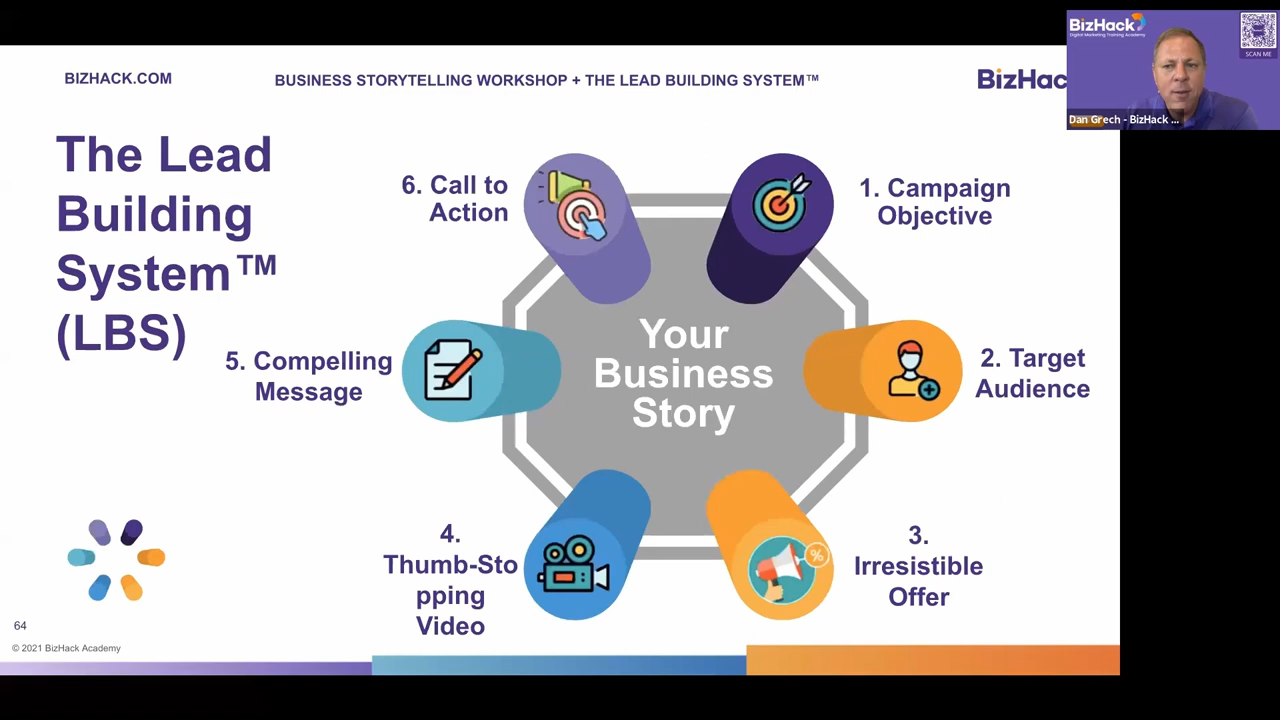 BIZHACK.COM
BUSINESS STORYTELLING WORKSHOP + THE LEAD BUILDING SYSTEM™
BizHac
BizHack
Digital Marketing Training Academy
SCAN ME
Dan Grech - BizHack ...
The Lead
Building
System™
(LBS)
6. Call to
Action
1. Campaign
Objective
5. Compelling
Message
Your
Business
Story
2. Target
Audience
4.
Thumb-Sto
pping
Video
3.
Irresistible
Offer
%
64
© 2021 BizHack Academy